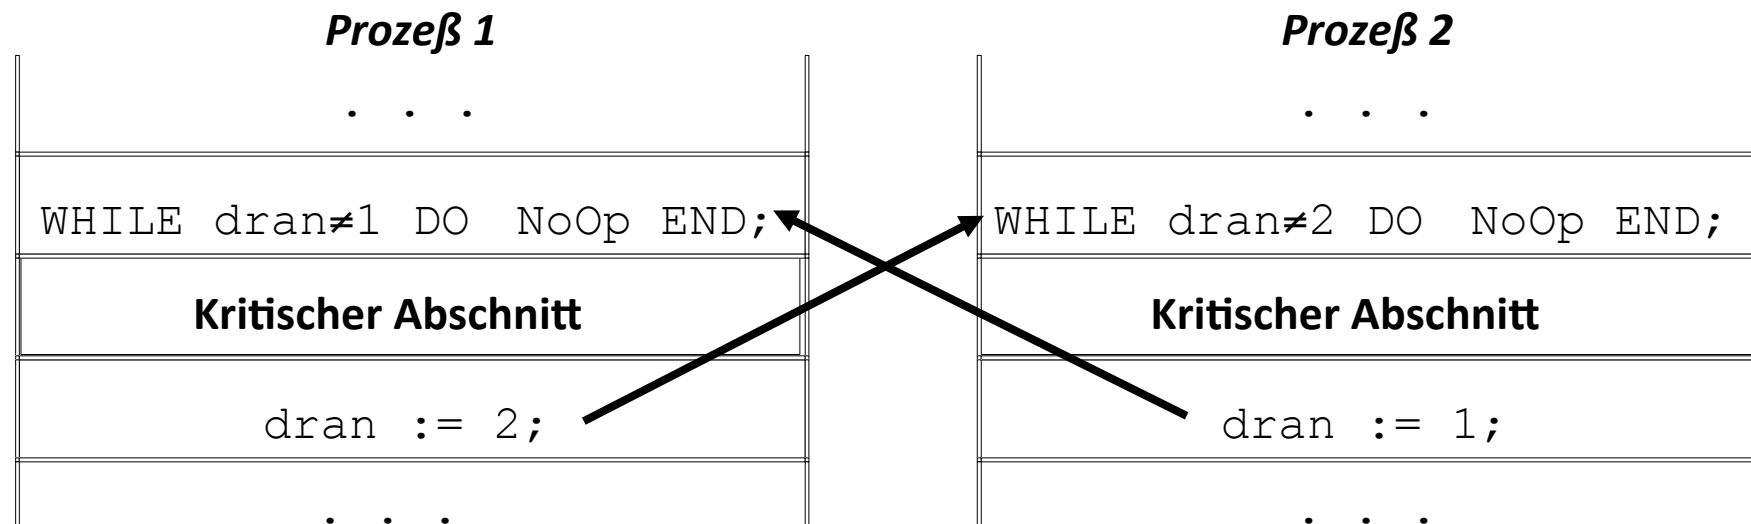 Prozeß 1
. . .
WHILE dran≠1 DO NoOp END;
Kritischer Abschnitt
dran := 2;
. . .
Prozeß 2
. . .
WHILE dran≠2 DO NoOp END;
Kritischer Abschnitt
dran := 1;
. . .